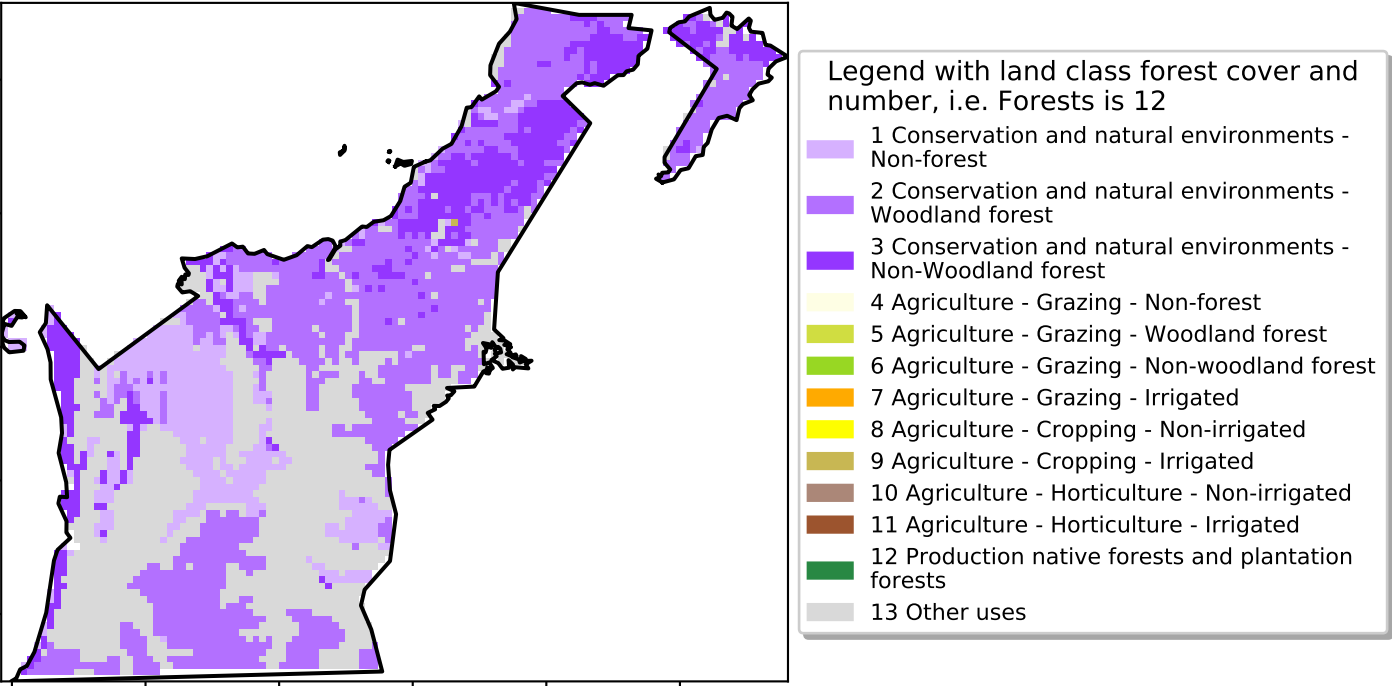 Legend with land class forest cover and
number, i.e. Forests is 12
1 Conservation and natural environments -
Non-forest
2 Conservation and natural environments -
Woodland forest
3 Conservation and natural environments -
Non-Woodland forest
4 Agriculture - Grazing - Non-forest
5 Agriculture - Grazing - Woodland forest
6 Agriculture - Grazing - Non-woodland forest
7 Agriculture - Grazing - Irrigated
8 Agriculture - Cropping - Non-irrigated
9 Agriculture - Cropping - Irrigated
10 Agriculture - Horticulture - Non-irrigated
11 Agriculture - Horticulture - Irrigated
12 Production native forests and plantation
forests
13 Other uses